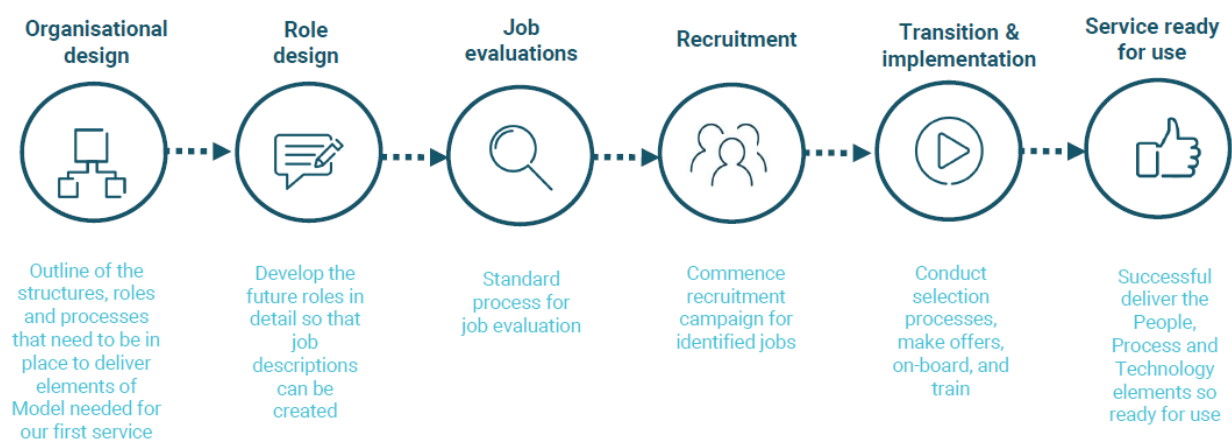 Organisational
design
Role
design
Job
evaluations
Recruitment
Transition &
implementation
Service ready
for use
Outline of the
structures, roles
and processes
that need to be in
place to deliver
elements of
Model needed for
our first service
Develop the
future roles in
detail so that
job
descriptions
can be
created
Standard
process for
job evaluation
Commence
recruitment
campaign for
identified jobs
Conduct
selection
processes,
make offers,
on-board, and
train
Successful
deliver the
People,
Process and
Technology
elements so
ready for use